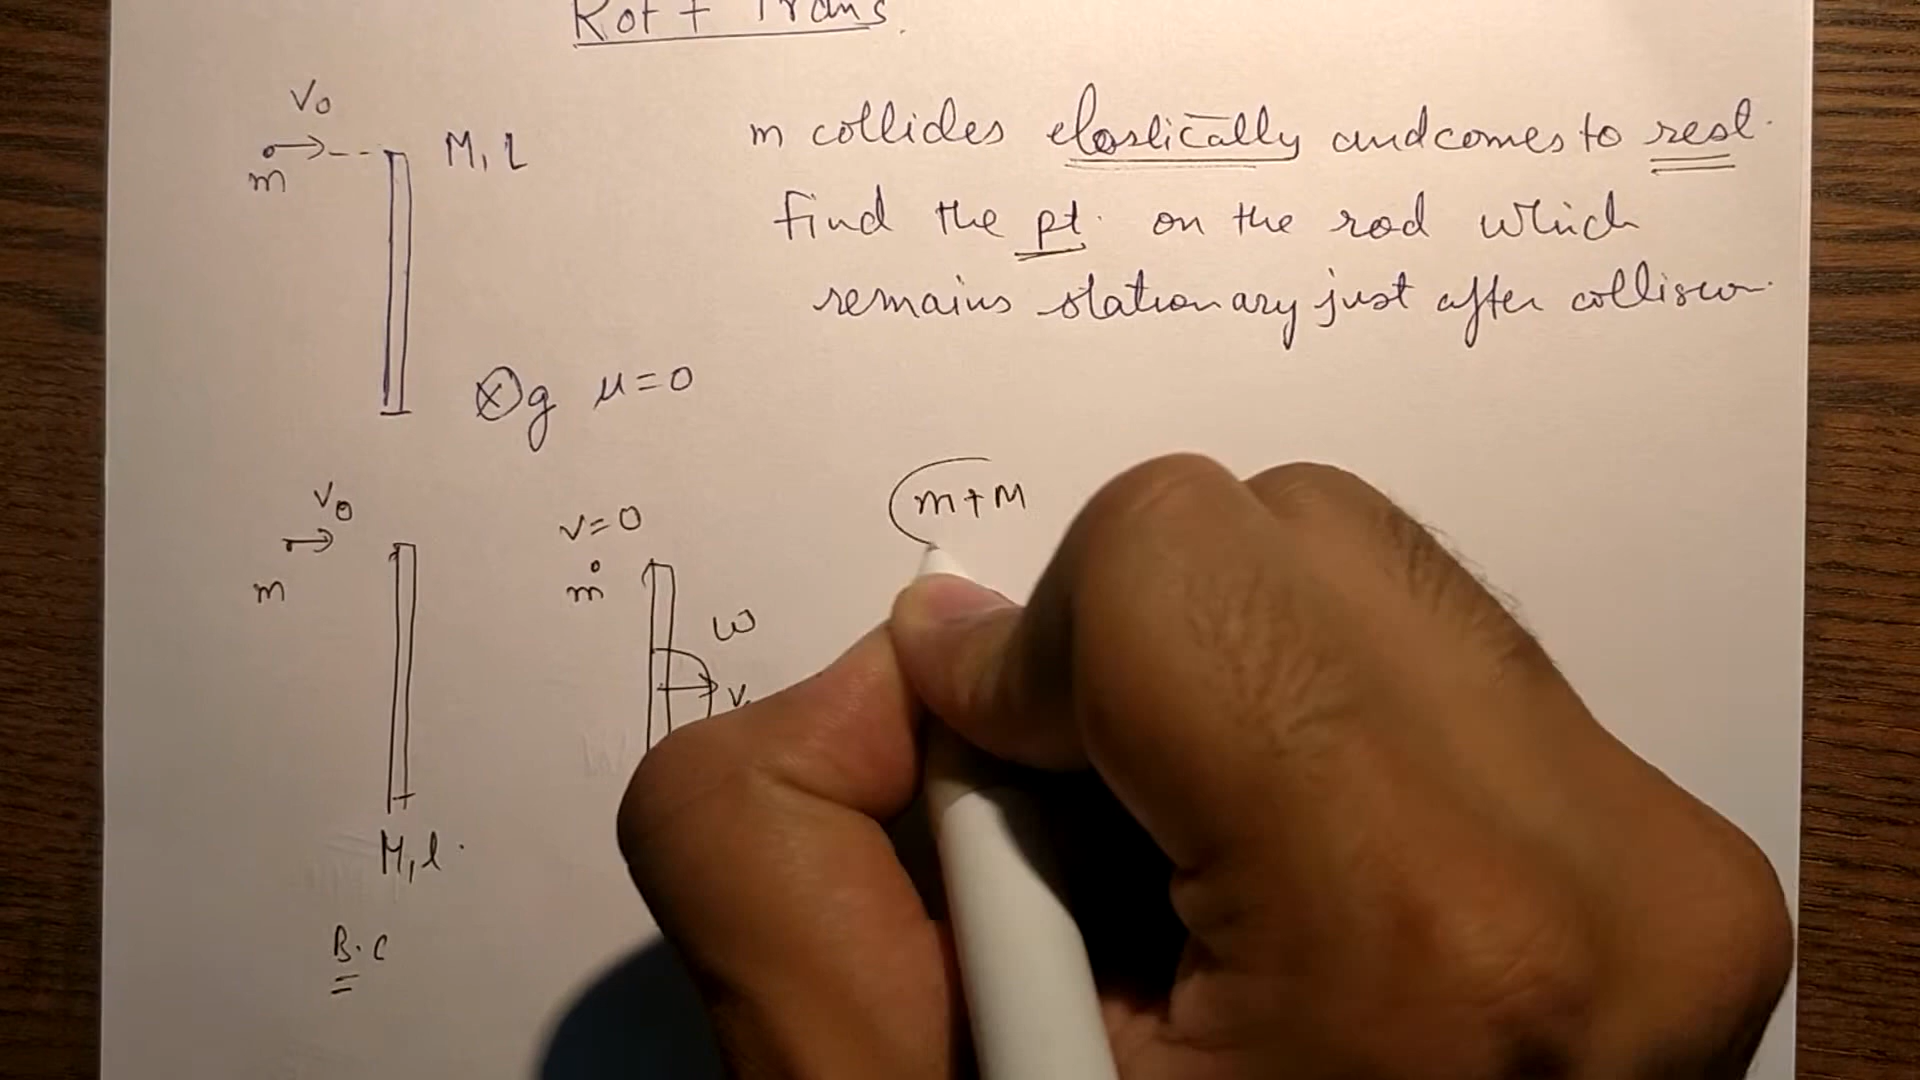 Rot + Trans.
V0
m
M, L
m collides elastically and comes to rest.
find the pt. on the rod which
remains stationary just after collision.
⊗g μ=0
V0
m
M, l.
B.C
v=0
m
ω
v
m+M